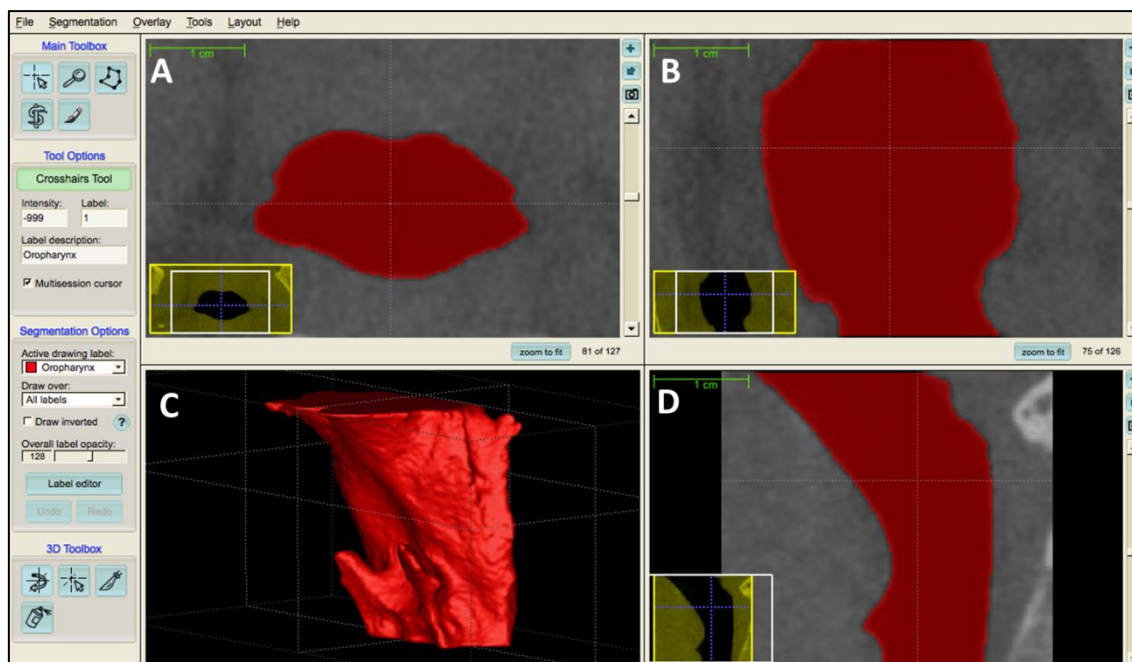 File Segmentation Overlay Tools Layout Help
Main Toolbox
Tool Options
Crosshairs Tool
Intensity: Label:
-999 1
Label description:
Oropharynx
Multisession cursor
Segmentation Options
Active drawing label:
Oropharynx
Draw over:
All labels
Draw inverted ?
Overall label opacity:
128
Label editor
Undo Redo
3D Toolbox
1 cm
A
zoom to fit 81 of 127
1 cm
B
zoom to fit 75 of 126
C
1 cm
D